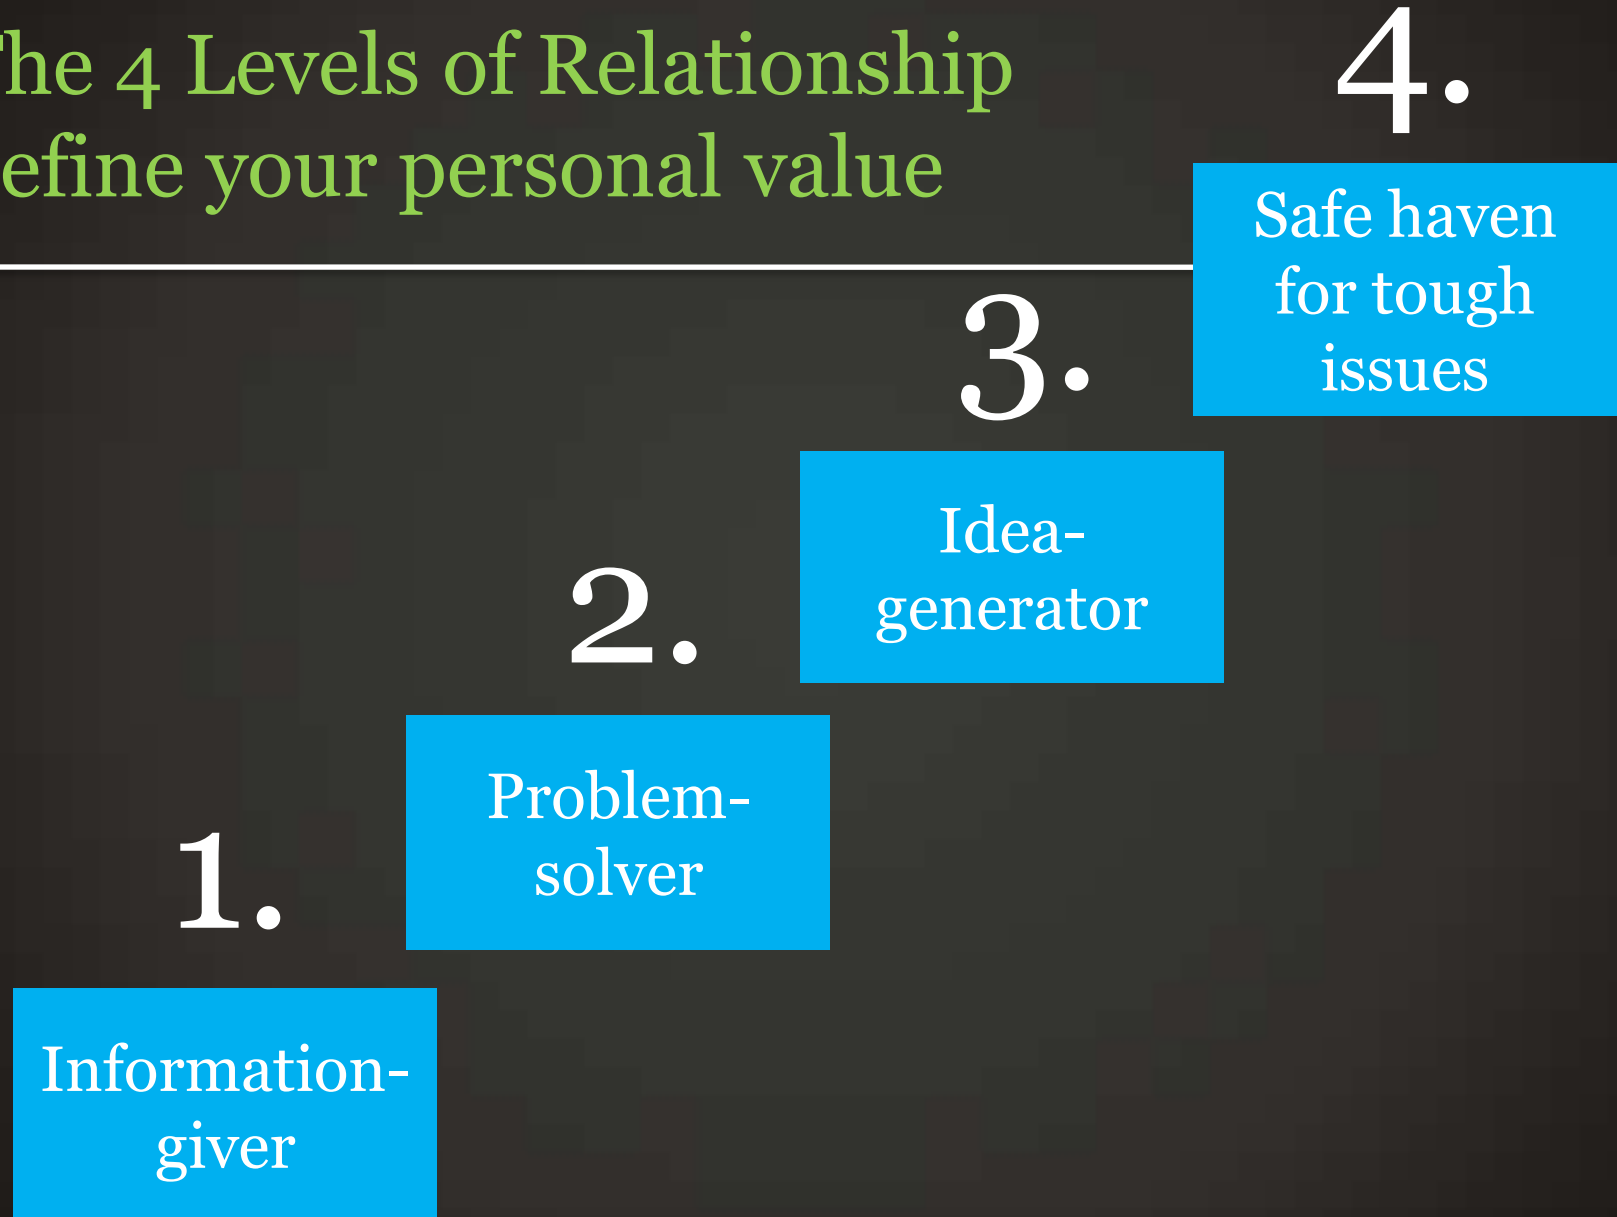 he 4 Levels of Relationship
efine your personal value
4.
Safe haven
for tough
issues
3.
Idea-
generator
2.
Problem-
solver
1.
Information-
giver